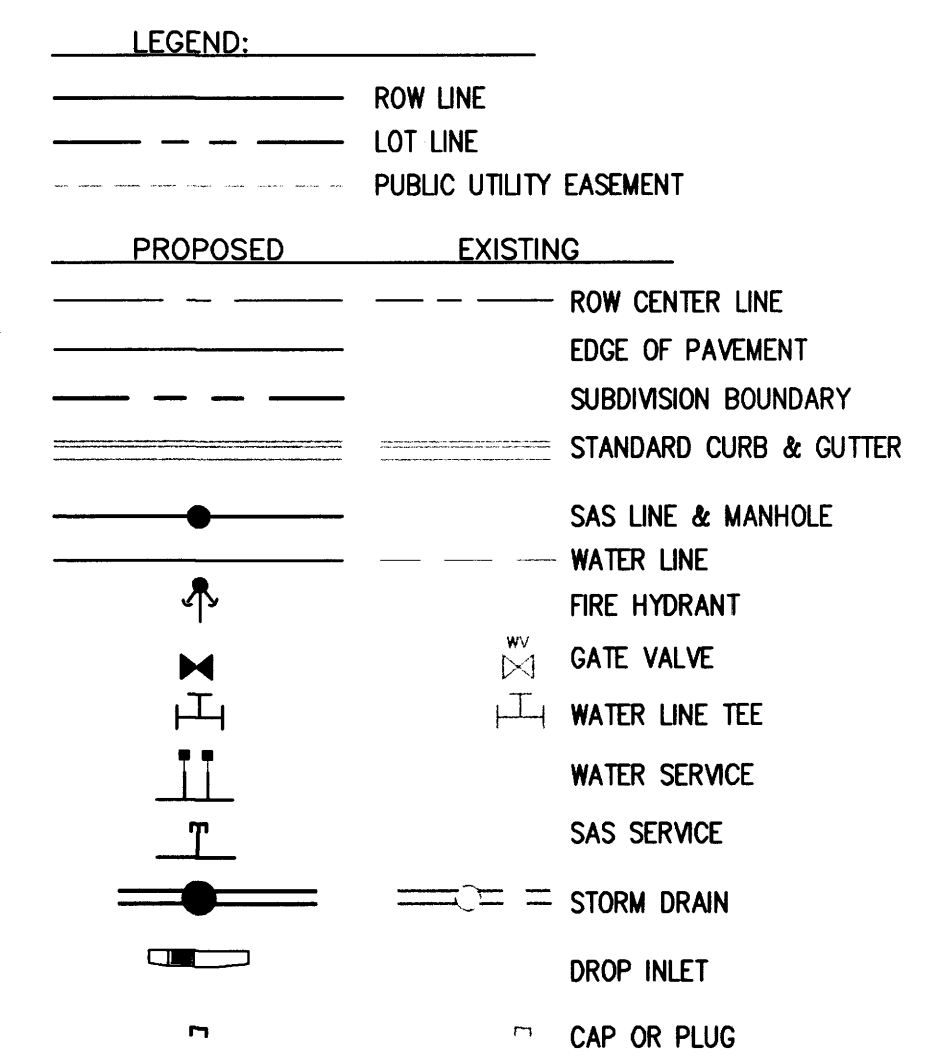 LEGEND:
ROW LINE
LOT LINE
PUBLIC UTILITY EASEMENT
PROPOSED EXISTING
ROW CENTER LINE
EDGE OF PAVEMENT
SUBDIVISION BOUNDARY
STANDARD CURB & GUTTER
SAS LINE & MANHOLE
WATER LINE
FIRE HYDRANT
WV
GATE VALVE
WATER LINE TEE
WATER SERVICE
SAS SERVICE
STORM DRAIN
DROP INLET
CAP OR PLUG